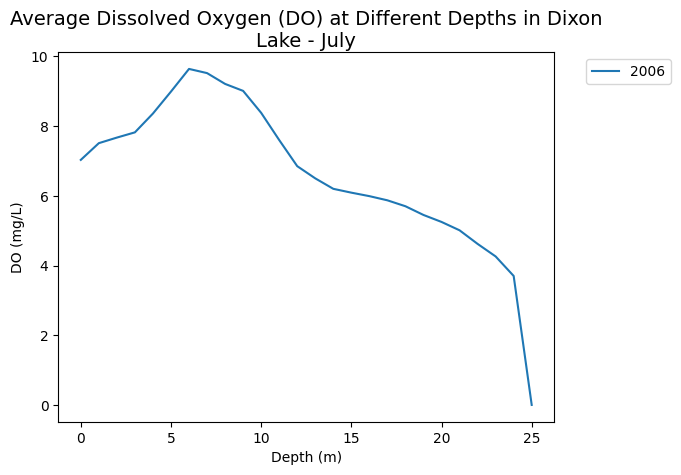 Average Dissolved Oxygen (DO) at Different Depths in Dixon
Lake - July
2006
10
8
6
4
2
0
DO (mg/L)
0 5 10 15 20 25
Depth (m)